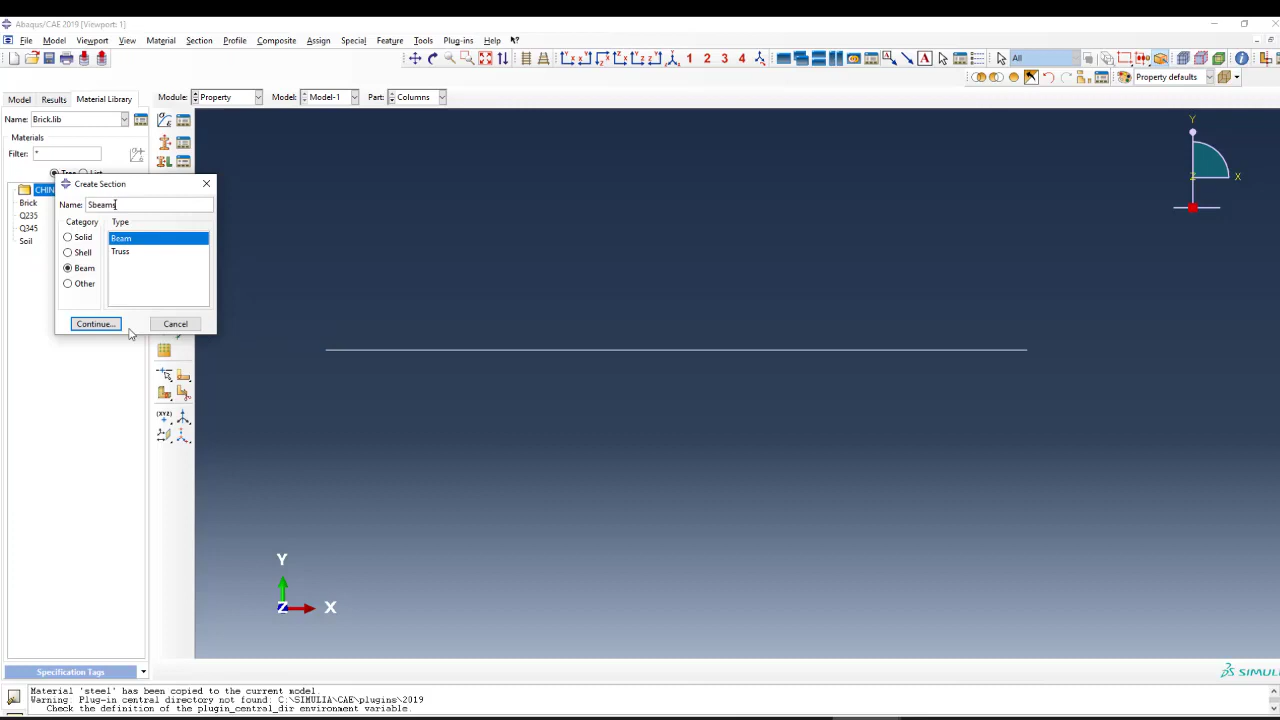 Abaqus/CAE 2019 [Viewport: 1]
File Model Viewport View Material Section Profile Composite Assign Special Feature Tools Plug-ins Help
1 2 3 4 All
Property defaults
Model Results Material Library Module: Property Model: Model-1 Part: Columns
Name: Brick.lib
Materials
Filter: *
Create Section
Name: Sbeams
Category Type
Solid
Shell
Beam
Other
Beam
Truss
Continue... Cancel
CHIN
Brick
Q235
Q345
Soil
Y
Z X
Y
Z X
Specification Tags
SIMULI
Material 'steel' has been copied to the current model.
Warning. Plug-in central directory not found: C:\SIMULIA\CAE\plugins\2019
Check the definition of the plugin_central_dir environment variable.